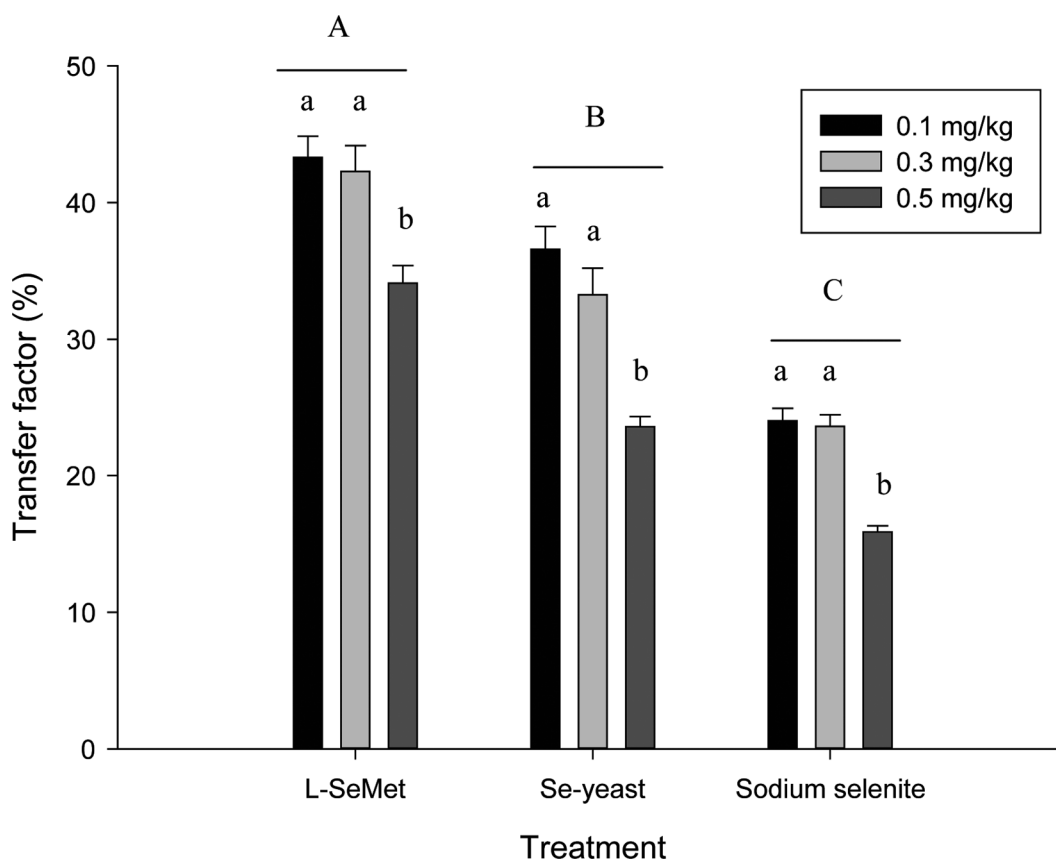 A
50
a a
B
0.1 mg/kg
0.3 mg/kg
0.5 mg/kg
40
b
a
a
C
30
b
a a
20
b
10
0
Transfer factor (%)
L-SeMet Se-yeast Sodium selenite
Treatment